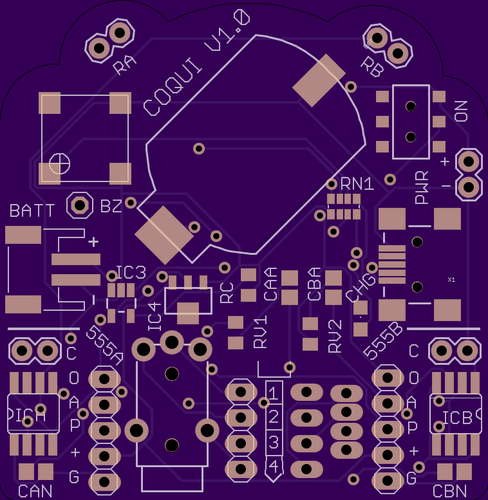 COQUI V1.0
RA
RB
ON
+
-
PWR
RN1
BATT
BZ
+
-
IC3
IC4
RC
CAA
CBA
CHG
X1
555A
RV1
RV2
555B
C
C
O
A
P
+
G
1
2
3
4
O
A
P
+
G
ICA
ICB
CAN
CBN